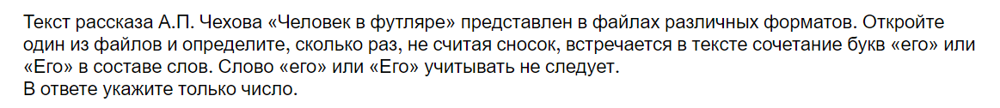 Текст рассказа А.П. Чехова «Человек в футляре» представлен в файлах различных форматов. Откройте
один из файлов и определите, сколько раз, не считая сносок, встречается в тексте сочетание букв «его» или
«Его» в составе слов. Слово «его» или «Его» учитывать не следует.
В ответе укажите только число.